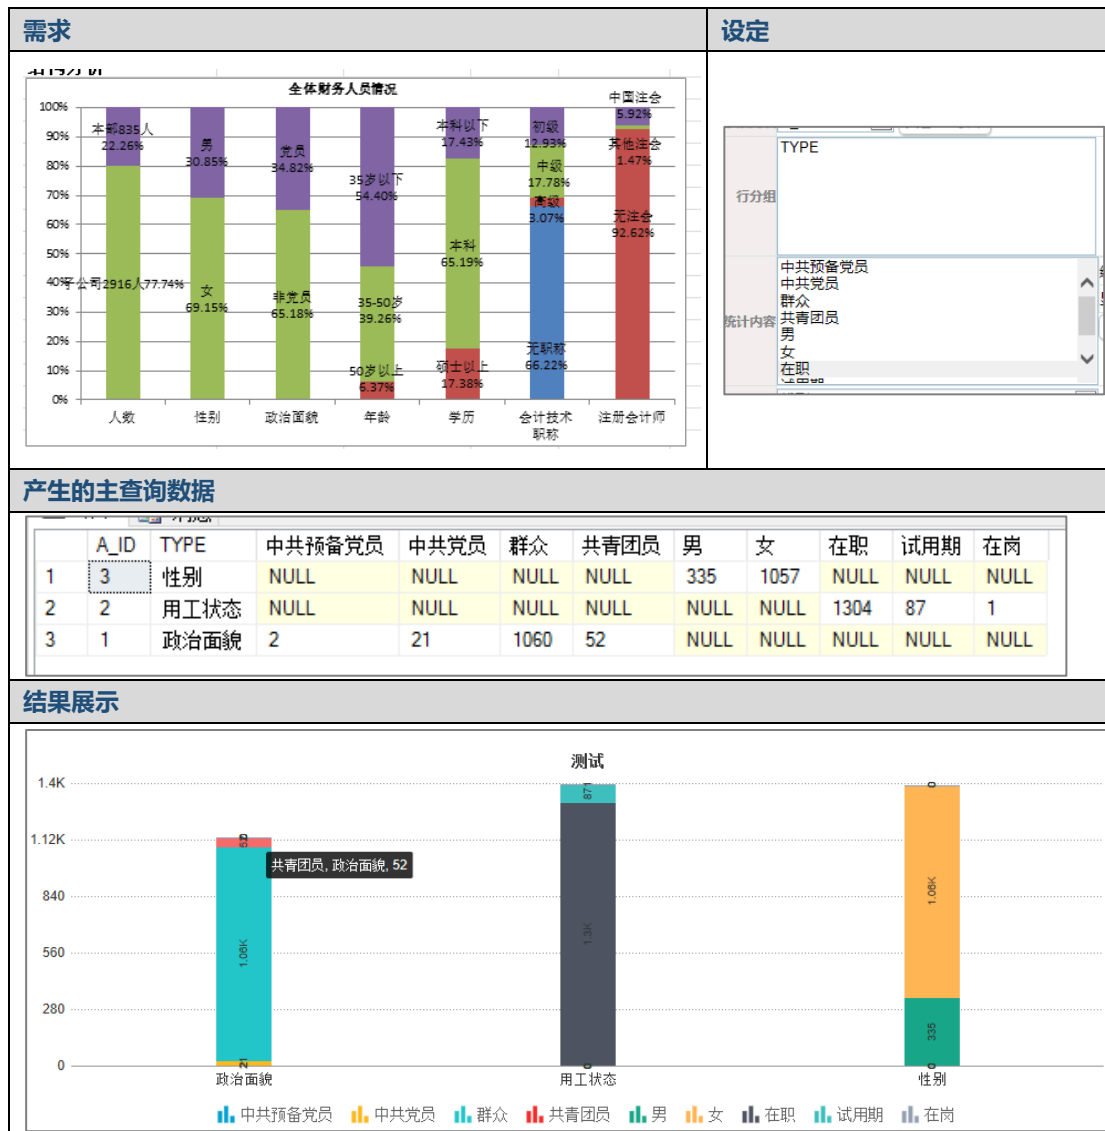 需求
设定
全体财务人员情况
100%
90%
80%
70%
60%
50%
40%
30%
20%
10%
0%
本部835人
22.26%
子公司2916人77.74%
男
30.85%
女
69.15%
党员
34.82%
非党员
65.18%
35岁以下
54.40%
35-50岁
39.26%
50岁以上
6.37%
本科以下
17.43%
本科
65.19%
硕士以上
17.38%
初级
12.93%
中级
17.78%
高级
3.07%
无职称
66.22%
中国注会
5.92%
其他注会
1.47%
无注会
92.62%
人数
性别
政治面貌
年龄
学历
会计技术
职称
注册会计师
行分组
TYPE
统计内容
中共预备党员
中共党员
群众
共青团员
男
女
在职
试用期
产生的主查询数据
A_ID TYPE 中共预备党员 中共党员 群众 共青团员 男 女 在职 试用期 在岗
1 3 性别 NULL NULL NULL NULL 335 1057 NULL NULL NULL
2 2 用工状态 NULL NULL NULL NULL NULL NULL 1304 87 1
3 1 政治面貌 2 21 1060 52 NULL NULL NULL NULL NULL
结果展示
测试
1.4K
1.12K
840
560
280
0
共青团员, 政治面貌, 52
1.06K
21
871
1.3K
0
0
1.06K
335
0
政治面貌
用工状态
性别
中共预备党员 中共党员 群众 共青团员 男 女 在职 试用期 在岗